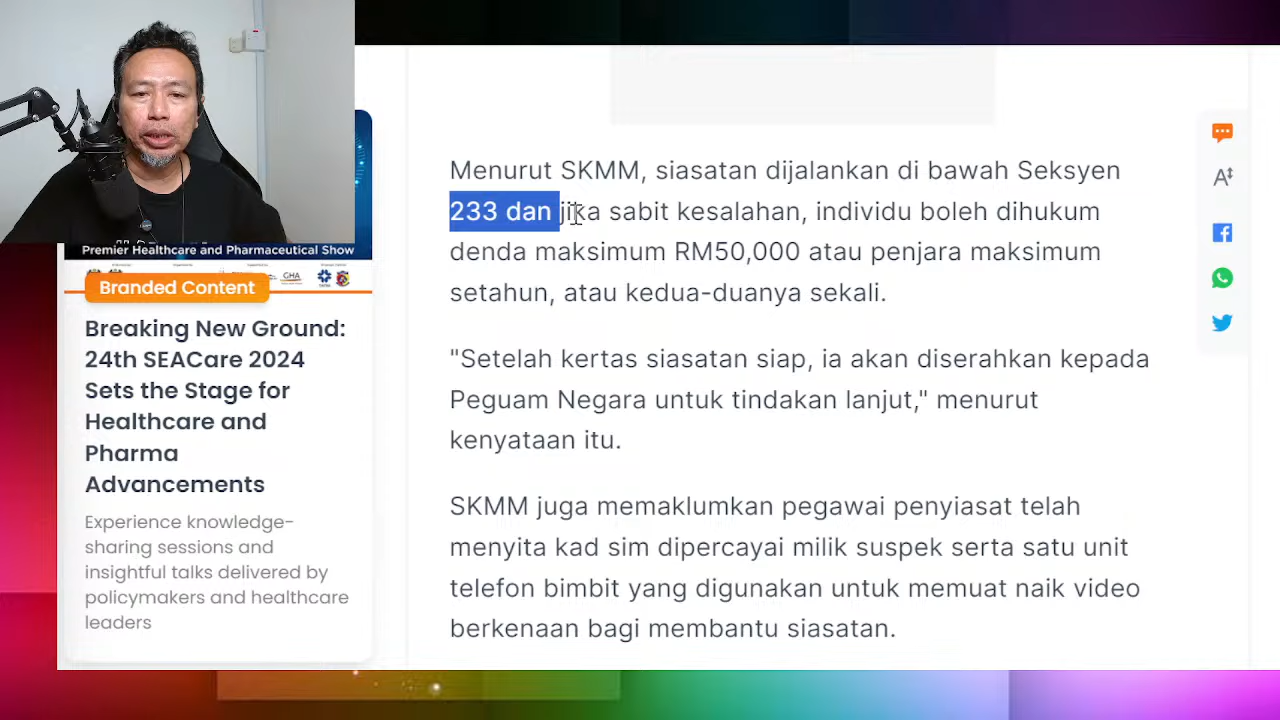 Menurut SKMM, siasatan dijalankan di bawah Seksyen
233 dan jika sabit kesalahan, individu boleh dihukum
denda maksimum RM50,000 atau penjara maksimum
setahun, atau kedua-duanya sekali.
"Setelah kertas siasatan siap, ia akan diserahkan kepada
Peguam Negara untuk tindakan lanjut," menurut
kenyataan itu.
SKMM juga memaklumkan pegawai penyiasat telah
menyita kad sim dipercayai milik suspek serta satu unit
telefon bimbit yang digunakan untuk memuat naik video
berkenaan bagi membantu siasatan.
Premier Healthcare and Pharmaceutical Show
GHA
Branded Content
Breaking New Ground:
24th SEACare 2024
Sets the Stage for
Healthcare and
Pharma
Advancements
Experience knowledge-
sharing sessions and
insightful talks delivered by
policymakers and healthcare
leaders
A